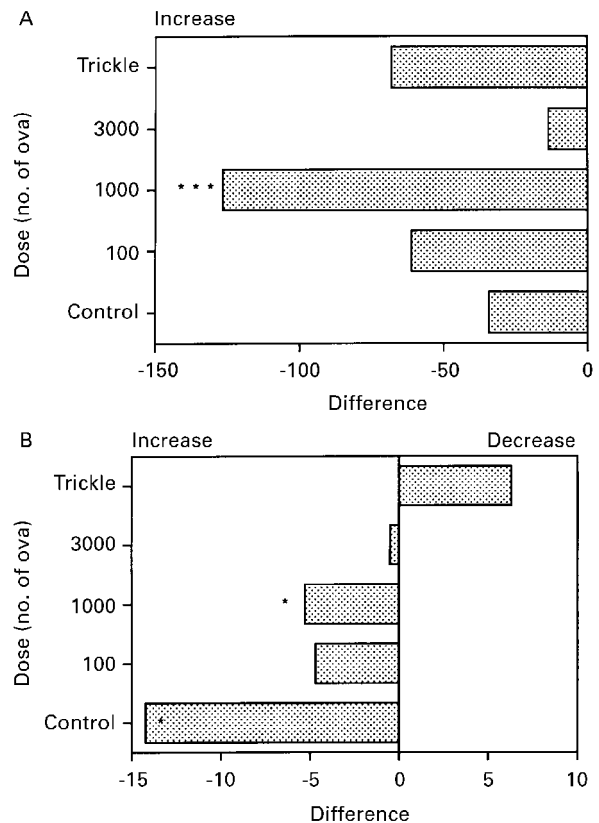 A
Increase
Trickle
3000
* * * 1000
100
Control
Dose (no. of ova)
-150 -100 -50 0
Difference
B
Increase Decrease
Trickle
3000
1000 *
100
Control *
Dose (no. of ova)
-15 -10 -5 0 5 10
Difference